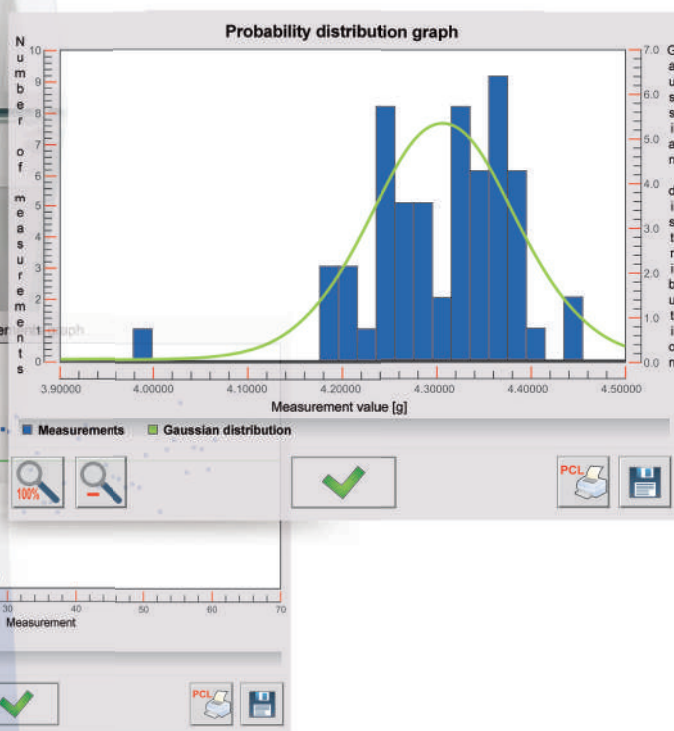 Probability distribution graph
Number of measurements
10
9
8
7
6
5
4
3
2
1
0
7.0
6.0
5.0
4.0
3.0
2.0
1.0
0.0
Gaussian distribution
3.90000 4.00000 4.10000 4.20000 4.30000 4.40000 4.50000
Measurement value [g]
Measurements Gaussian distribution
100%
PCL
graph
30 40 50 60 70
Measurement
PCL